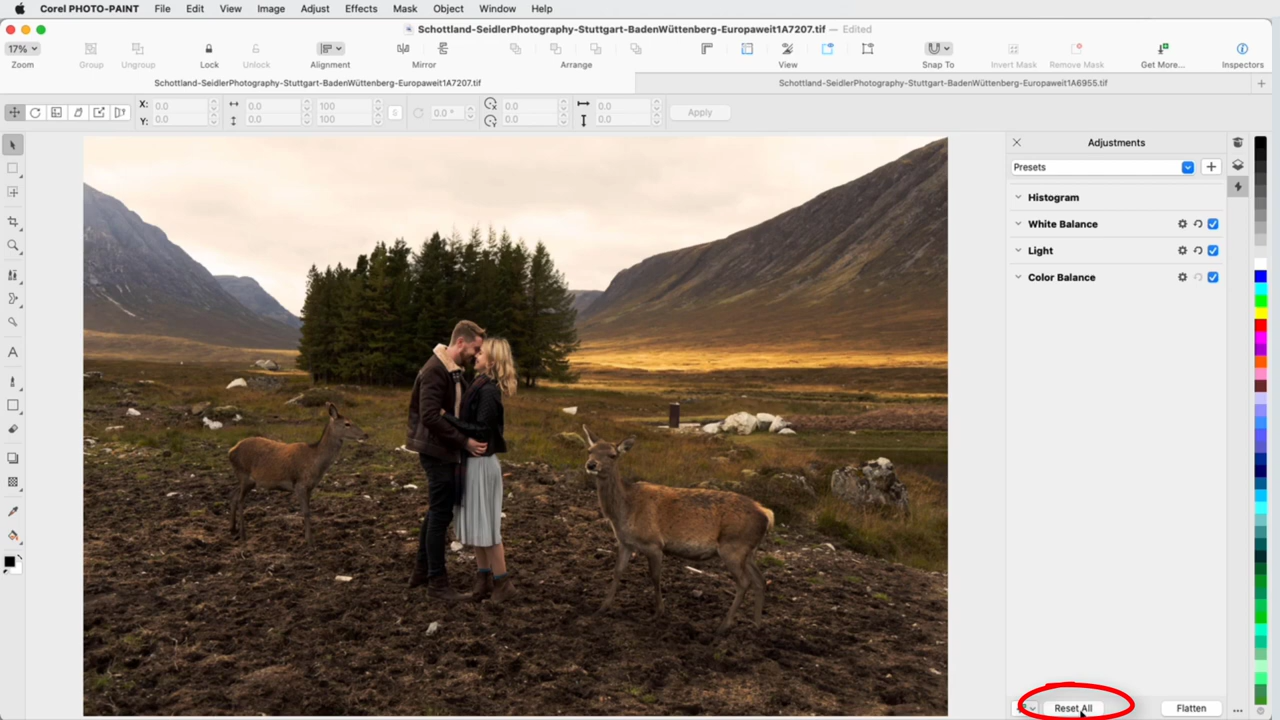 Corel PHOTO-PAINT File Edit View Image Adjust Effects Mask Object Window Help
Schottland-SeidlerPhotography-Stuttgart-BadenWüttenberg-Europaweit1A7207.tif — Edited
17%
Zoom Group Ungroup Lock Unlock Alignment Mirror Arrange View Snap To Invert Mask Remove Mask Get More... Inspectors
Schottland-SeidlerPhotography-Stuttgart-BadenWüttenberg-Europaweit1A7207.tif Schottland-SeidlerPhotography-Stuttgart-BadenWüttenberg-Europaweit1A6955.tif
X: 0.0 0.0 100 0.0 ° 0.0 0.0 Apply
Y: 0.0 0.0 100 0.0 0.0
Adjustments
Presets
Histogram
White Balance
Light
Color Balance
Reset All Flatten